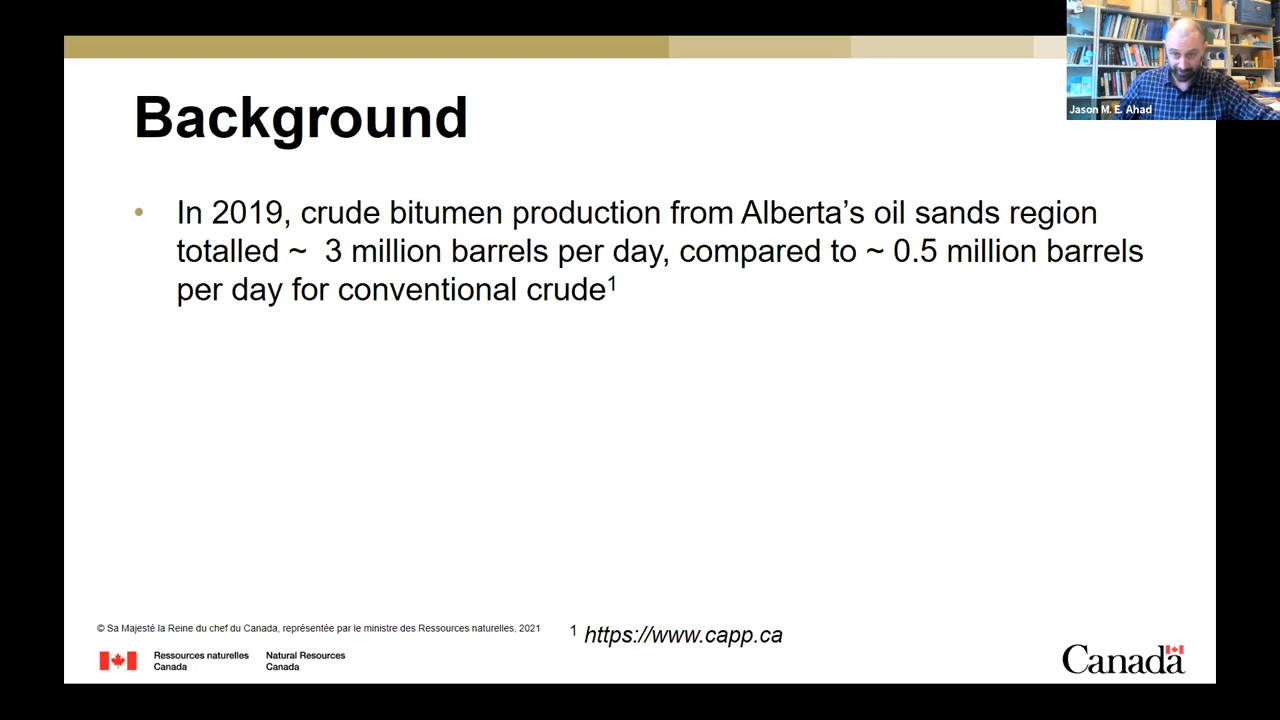 Jason M. E. Ahad
Background
• In 2019, crude bitumen production from Alberta’s oil sands region
totalled ~ 3 million barrels per day, compared to ~ 0.5 million barrels
per day for conventional crude¹
© Sa Majesté la Reine du chef du Canada, représentée par le ministre des Ressources naturelles, 2021
¹ https://www.capp.ca
Ressources naturelles
Canada
Natural Resources
Canada
Canada